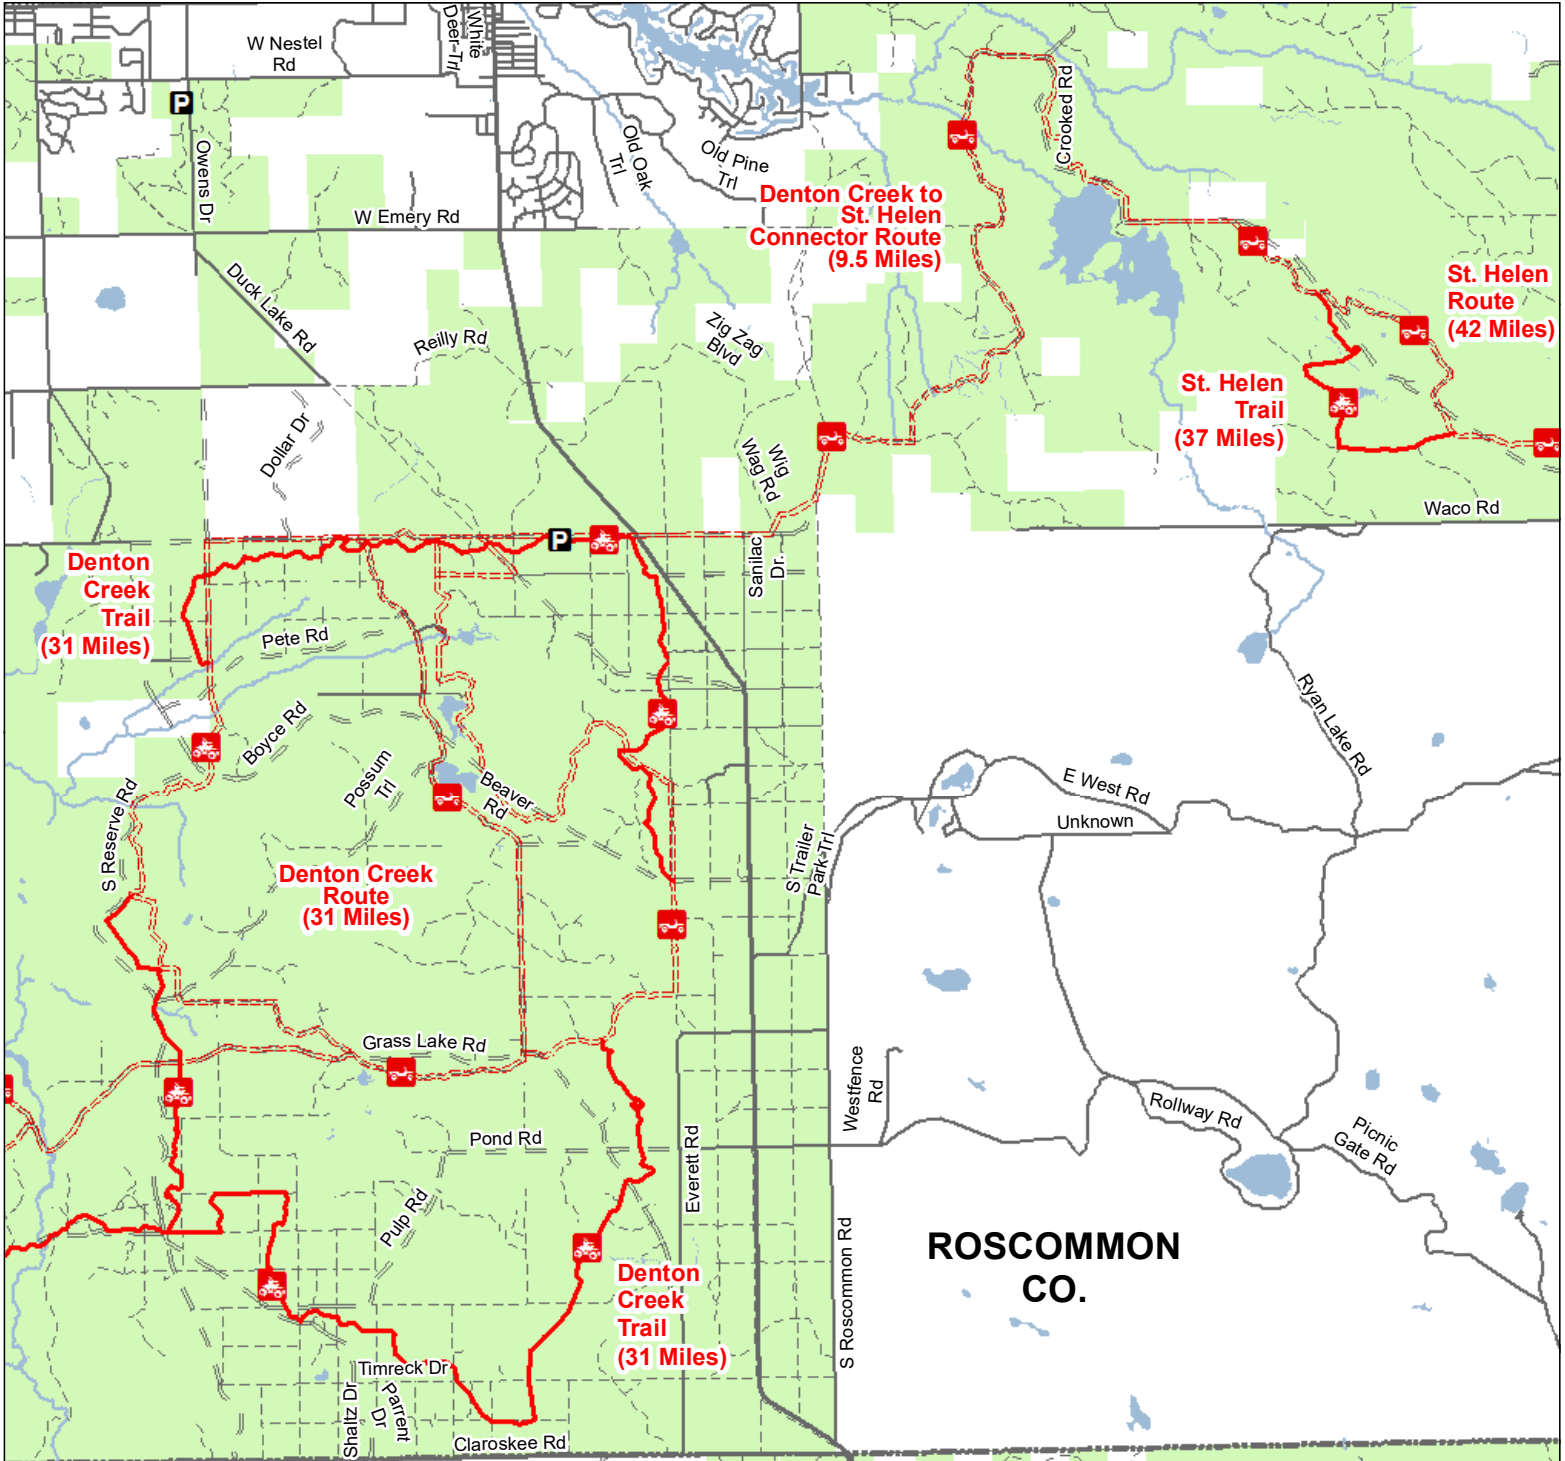 W Nestel
Rd
White
Deer Trl
P
Owens Dr
Old Oak
Trl
Old Pine
Trl
Crooked Rd
W Emery Rd
Denton Creek to
St. Helen
Connector Route
(9.5 Miles)
St. Helen
Route
(42 Miles)
Duck Lake Rd
Reilly Rd
Zig Zag
Blvd
St. Helen
Trail
(37 Miles)
Dollar Dr
Wig
Wag Rd
Waco Rd
P
Denton
Creek
Trail
(31 Miles)
Sanilac
Dr.
Pete Rd
Boyce Rd
Possum
Trl
Beaver
Rd
Ryan Lake Rd
E West Rd
Unknown
S Reserve Rd
S Trailer
Park Trl
Denton Creek
Route
(31 Miles)
Grass Lake Rd
Westfence
Rd
Rollway Rd
Picnic
Gate Rd
Pond Rd
Everett Rd
Pulp Rd
S Roscommon Rd
ROSCOMMON
CO.
Denton
Creek
Trail
(31 Miles)
Timreck Dr
Shaltz Dr
Parrent
Dr
Claroskee Rd